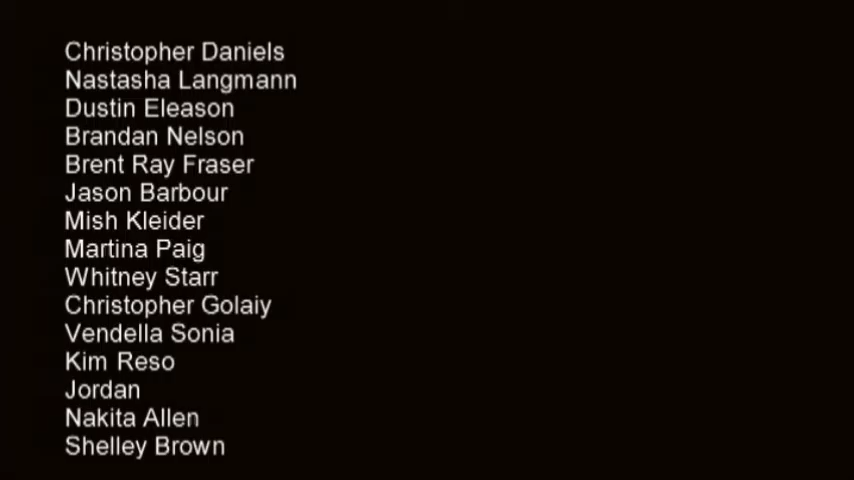 Christopher Daniels
Nastasha Langmann
Dustin Eleason
Brandan Nelson
Brent Ray Fraser
Jason Barbour
Mish Kleider
Martina Paig
Whitney Starr
Christopher Golaiy
Vendella Sonia
Kim Reso
Jordan
Nakita Allen
Shelley Brown